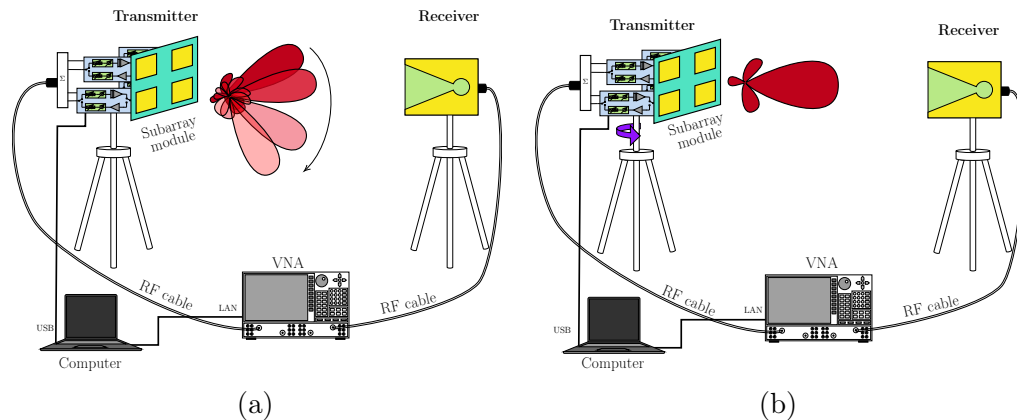 Transmitter
Receiver
Σ
Subarray
module
VNA
RF cable
LAN
RF cable
USB
Computer
(a)
Transmitter
Receiver
Σ
Subarray
module
VNA
RF cable
LAN
RF cable
USB
Computer
(b)